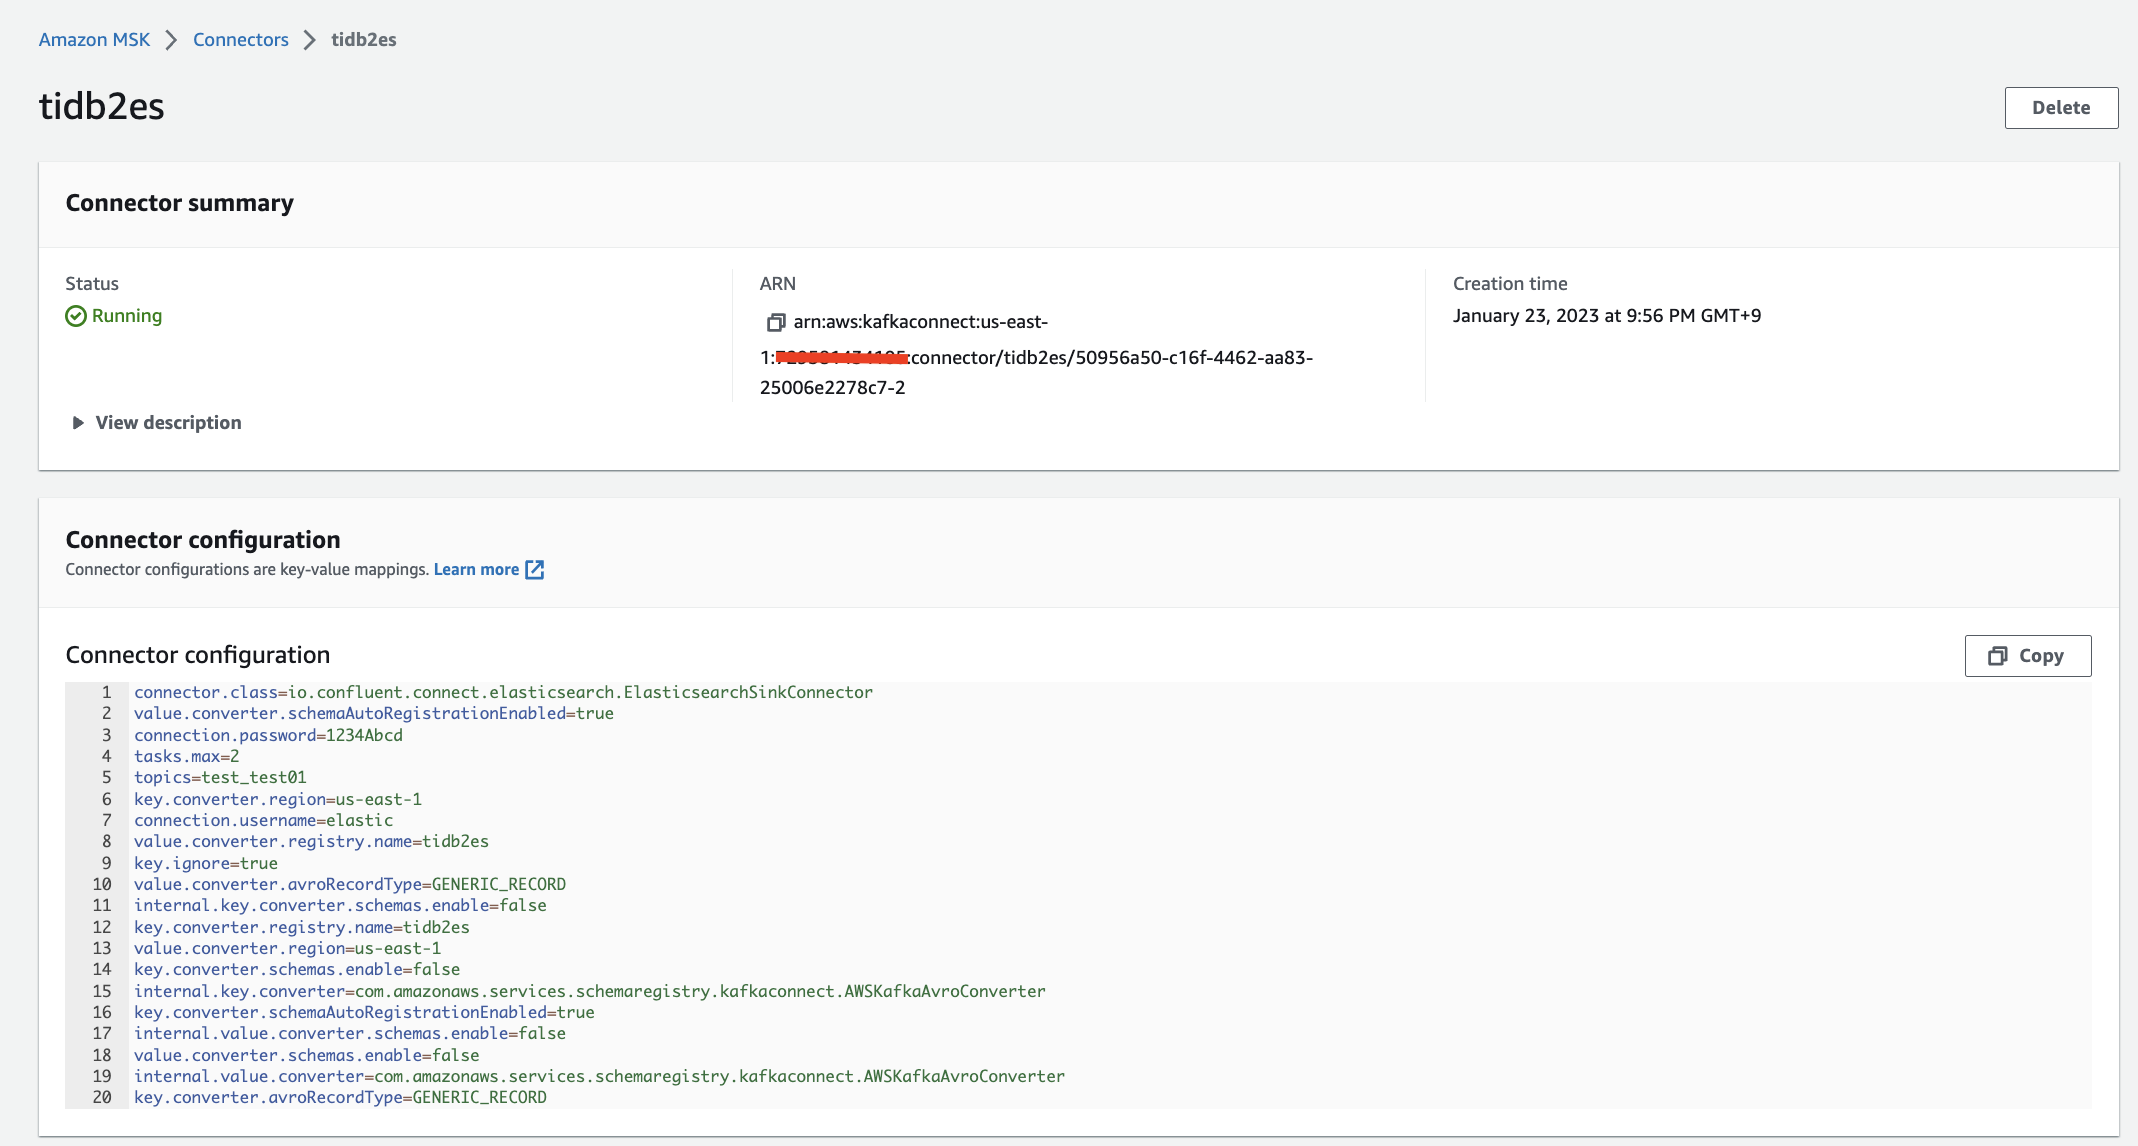 Amazon MSK > Connectors > tidb2es
tidb2es
Delete
Connector summary
Status
Running
ARN
arn:aws:kafkaconnect:us-east-
1: :connector/tidb2es/50956a50-c16f-4462-aa83-
25006e2278c7-2
Creation time
January 23, 2023 at 9:56 PM GMT+9
View description
Connector configuration
Connector configurations are key-value mappings. Learn more
Connector configuration
Copy
1 connector.class=io.confluent.connect.elasticsearch.ElasticsearchSinkConnector
2 value.converter.schemaAutoRegistrationEnabled=true
3 connection.password=1234Abcd
4 tasks.max=2
5 topics=test_test01
6 key.converter.region=us-east-1
7 connection.username=elastic
8 value.converter.registry.name=tidb2es
9 key.ignore=true
10 value.converter.avroRecordType=GENERIC_RECORD
11 internal.key.converter.schemas.enable=false
12 key.converter.registry.name=tidb2es
13 value.converter.region=us-east-1
14 key.converter.schemas.enable=false
15 internal.key.converter=com.amazonaws.services.schemaregistry.kafkaconnect.AWSKafkaAvroConverter
16 key.converter.schemaAutoRegistrationEnabled=true
17 internal.value.converter.schemas.enable=false
18 value.converter.schemas.enable=false
19 internal.value.converter=com.amazonaws.services.schemaregistry.kafkaconnect.AWSKafkaAvroConverter
20 key.converter.avroRecordType=GENERIC_RECORD